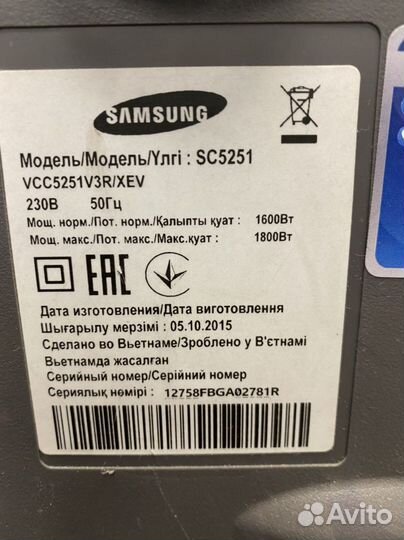 SAMSUNG
Модель/Модель/Үлгі : SC5251
VCC5251V3R/XEV
230В 50Гц
Мощ. норм./Пот. норм./Қалыпты қуат : 1600Вт
Мощ. макс./Пот. макс./Макс.қуат : 1800Вт
EAC
Дата изготовления/Дата виготовлення
Шығарылу мерзімі : 05.10.2015
Сделано во Вьетнаме/Зроблено у В'єтнамі
Вьетнамда жасалған
Серийный номер/Серійний номер
Сериялық нөмірі : 12758FBGA02781R
Avito